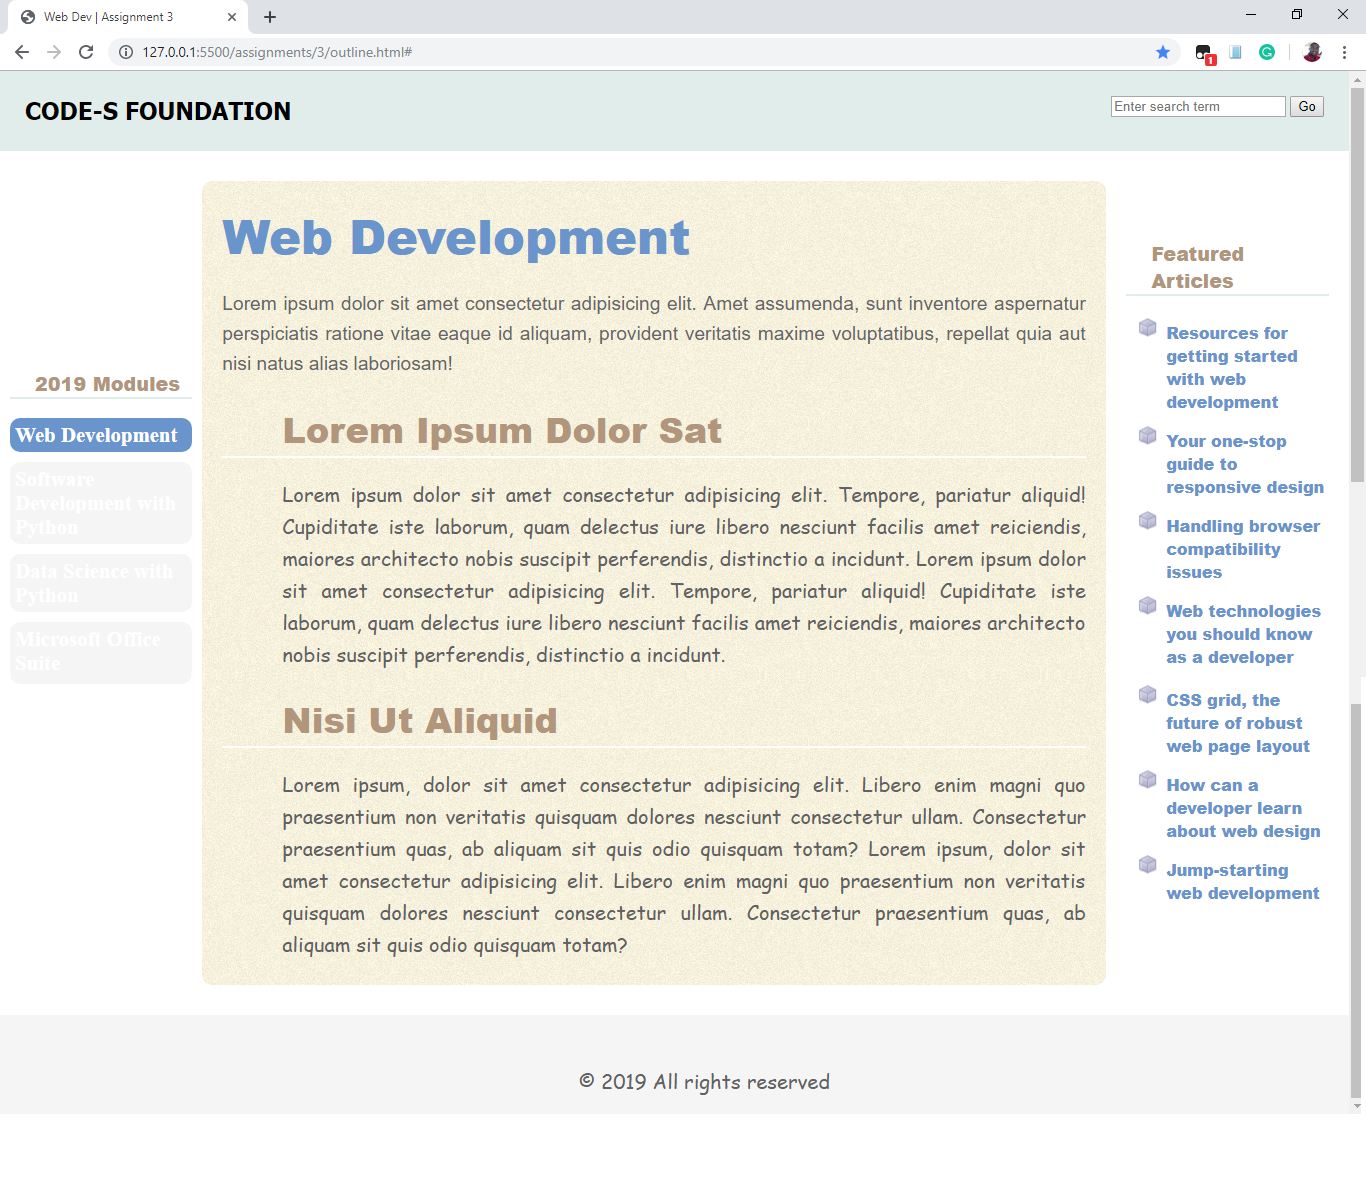 Web Dev | Assignment 3
127.0.0.1:5500/assignments/3/outline.html#
1
CODE-S FOUNDATION
Enter search term
Go
2019 Modules
Web Development
Software
Development with
Python
Data Science with
Python
Microsoft Office
Suite
Web Development
Lorem ipsum dolor sit amet consectetur adipisicing elit. Amet assumenda, sunt inventore aspernatur
perspiciatis ratione vitae eaque id aliquam, provident veritatis maxime voluptatibus, repellat quia aut
nisi natus alias laboriosam!
Lorem Ipsum Dolor Sat
Lorem ipsum dolor sit amet consectetur adipisicing elit. Tempore, pariatur aliquid!
Cupiditate iste laborum, quam delectus iure libero nesciunt facilis amet reiciendis,
maiores architecto nobis suscipit perferendis, distinctio a incidunt. Lorem ipsum dolor
sit amet consectetur adipisicing elit. Tempore, pariatur aliquid! Cupiditate iste
laborum, quam delectus iure libero nesciunt facilis amet reiciendis, maiores architecto
nobis suscipit perferendis, distinctio a incidunt.
Nisi Ut Aliquid
Lorem ipsum, dolor sit amet consectetur adipisicing elit. Libero enim magni quo
praesentium non veritatis quisquam dolores nesciunt consectetur ullam. Consectetur
praesentium quas, ab aliquam sit quis odio quisquam totam? Lorem ipsum, dolor sit
amet consectetur adipisicing elit. Libero enim magni quo praesentium non veritatis
quisquam dolores nesciunt consectetur ullam. Consectetur praesentium quas, ab
aliquam sit quis odio quisquam totam?
Featured
Articles
Resources for
getting started
with web
development
Your one-stop
guide to
responsive design
Handling browser
compatibility
issues
Web technologies
you should know
as a developer
CSS grid, the
future of robust
web page layout
How can a
developer learn
about web design
Jump-starting
web development
© 2019 All rights reserved